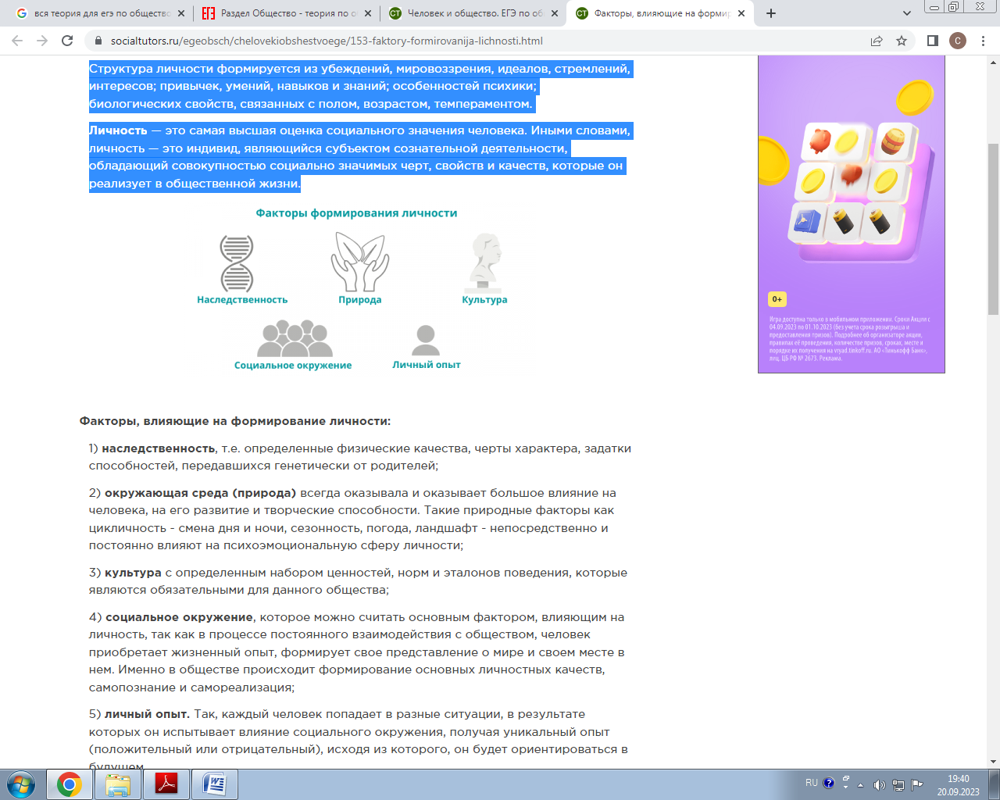 вся теория для егэ по общество
Раздел Общество - теория по о
Человек и общество. ЕГЭ по об
Факторы, влияющие на формир
socialtutors.ru/egeobsch/chelovekiobshestvoege/153-faktory-formirovanija-lichnosti.html
С
Структура личности формируется из убеждений, мировоззрения, идеалов, стремлений,
интересов; привычек, умений, навыков и знаний; особенностей психики;
биологических свойств, связанных с полом, возрастом, темпераментом.
Личность — это самая высшая оценка социального значения человека. Иными словами,
личность — это индивид, являющийся субъектом сознательной деятельности,
обладающий совокупностью социально значимых черт, свойств и качеств, которые он
реализует в общественной жизни.
Факторы формирования личности
Наследственность
Природа
Культура
Социальное окружение
Личный опыт
Факторы, влияющие на формирование личности:
1) наследственность, т.е. определенные физические качества, черты характера, задатки
способностей, передавшихся генетически от родителей;
2) окружающая среда (природа) всегда оказывала и оказывает большое влияние на
человека, на его развитие и творческие способности. Такие природные факторы как
цикличность - смена дня и ночи, сезонность, погода, ландшафт - непосредственно и
постоянно влияют на психоэмоциональную сферу личности;
3) культура с определенным набором ценностей, норм и эталонов поведения, которые
являются обязательными для данного общества;
4) социальное окружение, которое можно считать основным фактором, влияющим на
личность, так как в процессе постоянного взаимодействия с обществом, человек
приобретает жизненный опыт, формирует свое представление о мире и своем месте в
нем. Именно в обществе происходит формирование основных личностных качеств,
самопознание и самореализация;
5) личный опыт. Так, каждый человек попадает в разные ситуации, в результате
которых он испытывает влияние социального окружения, получая уникальный опыт
(положительный или отрицательный), исходя из которого, он будет ориентироваться в
будущем.
0+
Игра доступна только в мобильном приложении. Сроки Акции с
04.09.2023 по 01.10.2023 (без учета срока розыгрыша и
предоставления призов). Подробнее об организаторе акции,
правилах её проведения, количестве призов, сроках, месте и
порядке их получения на vryad.tinkoff.ru. АО «Тинькофф Банк»,
лиц. ЦБ РФ № 2673. Реклама.
RU
19:40
20.09.2023